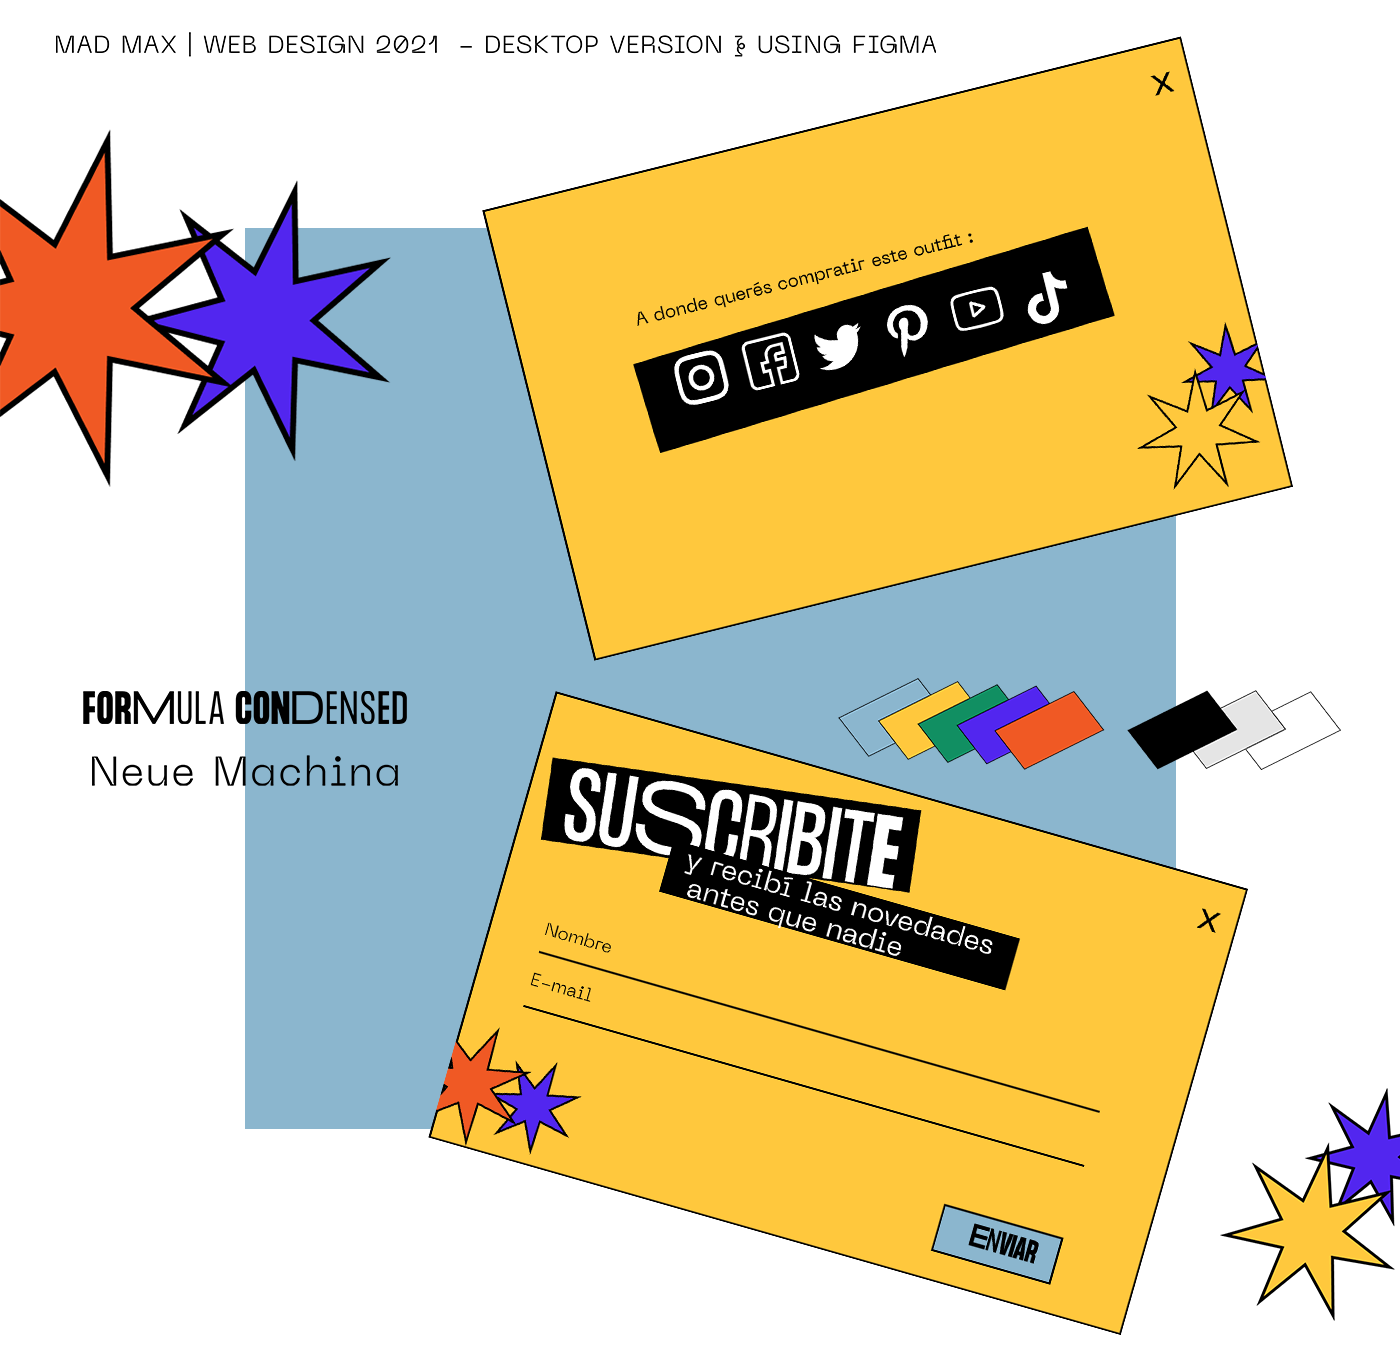 MAD MAX | WEB DESIGN 2021 – DESKTOP VERSION & USING FIGMA
X
A donde querés compratir este outfit :
FORMULA CONDENSED
Neue Machina
SUSCRIBITE
y recibí las novedades
antes que nadie
X
Nombre
E-mail
ENVIAR